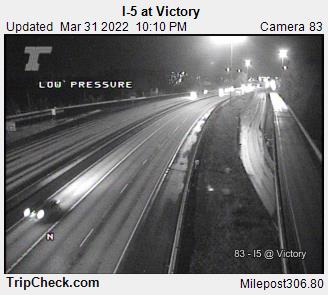 I-5 at Victory
Updated Mar 31 2022 10:10 PM Camera 83
T
LOW PRESSURE
N
83 - I5 @ Victory
TripCheck.com Milepost306.80